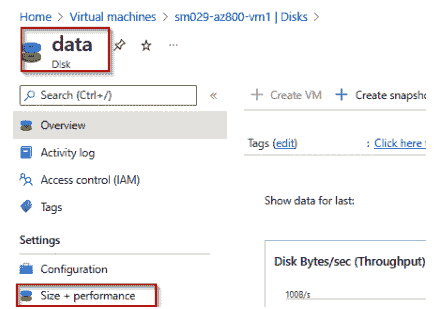 Home > Virtual machines > sm029-az800-vm1 | Disks >
data
Disk
Search (Ctrl+/)
«
Create VM
Create snapsho
Overview
Activity log
Access control (IAM)
Tags
Tags (edit)
: Click here
Show data for last:
Settings
Configuration
Size + performance
Disk Bytes/sec (Throughput)
100B/s